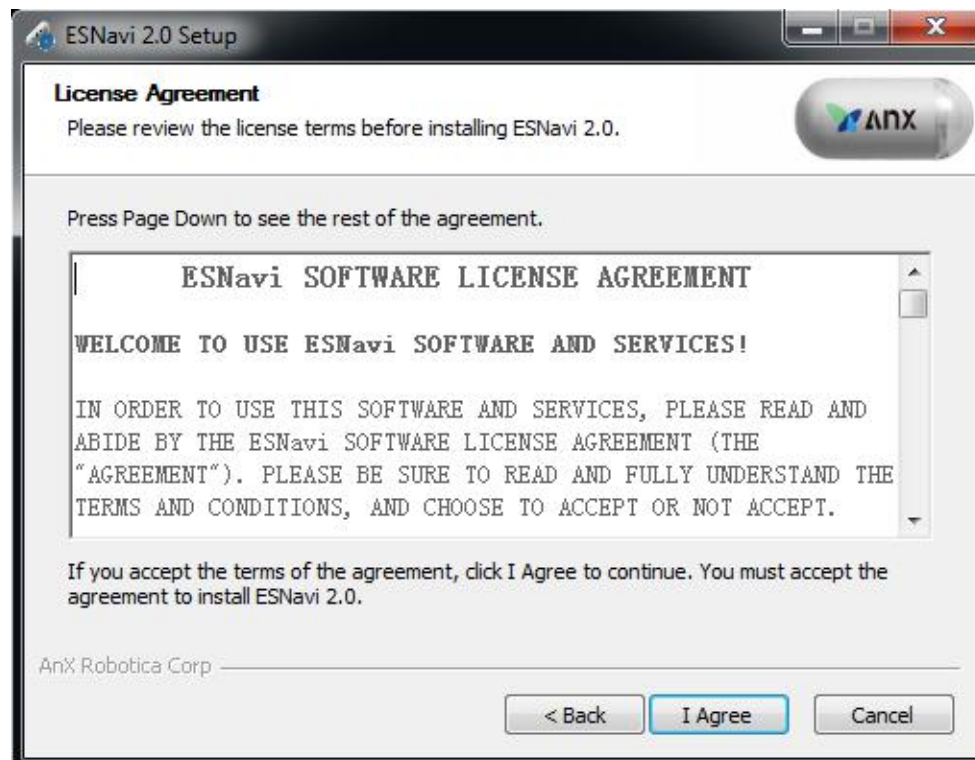 ESNavi 2.0 Setup
License Agreement
Please review the license terms before installing ESNavi 2.0.
ANX
Press Page Down to see the rest of the agreement.
ESNavi SOFTWARE LICENSE AGREEMENT
WELCOME TO USE ESNavi SOFTWARE AND SERVICES!
IN ORDER TO USE THIS SOFTWARE AND SERVICES, PLEASE READ AND
ABIDE BY THE ESNavi SOFTWARE LICENSE AGREEMENT (THE
"AGREEMENT"). PLEASE BE SURE TO READ AND FULLY UNDERSTAND THE
TERMS AND CONDITIONS, AND CHOOSE TO ACCEPT OR NOT ACCEPT.
If you accept the terms of the agreement, click I Agree to continue. You must accept the
agreement to install ESNavi 2.0.
AnX Robotica Corp
< Back
I Agree
Cancel